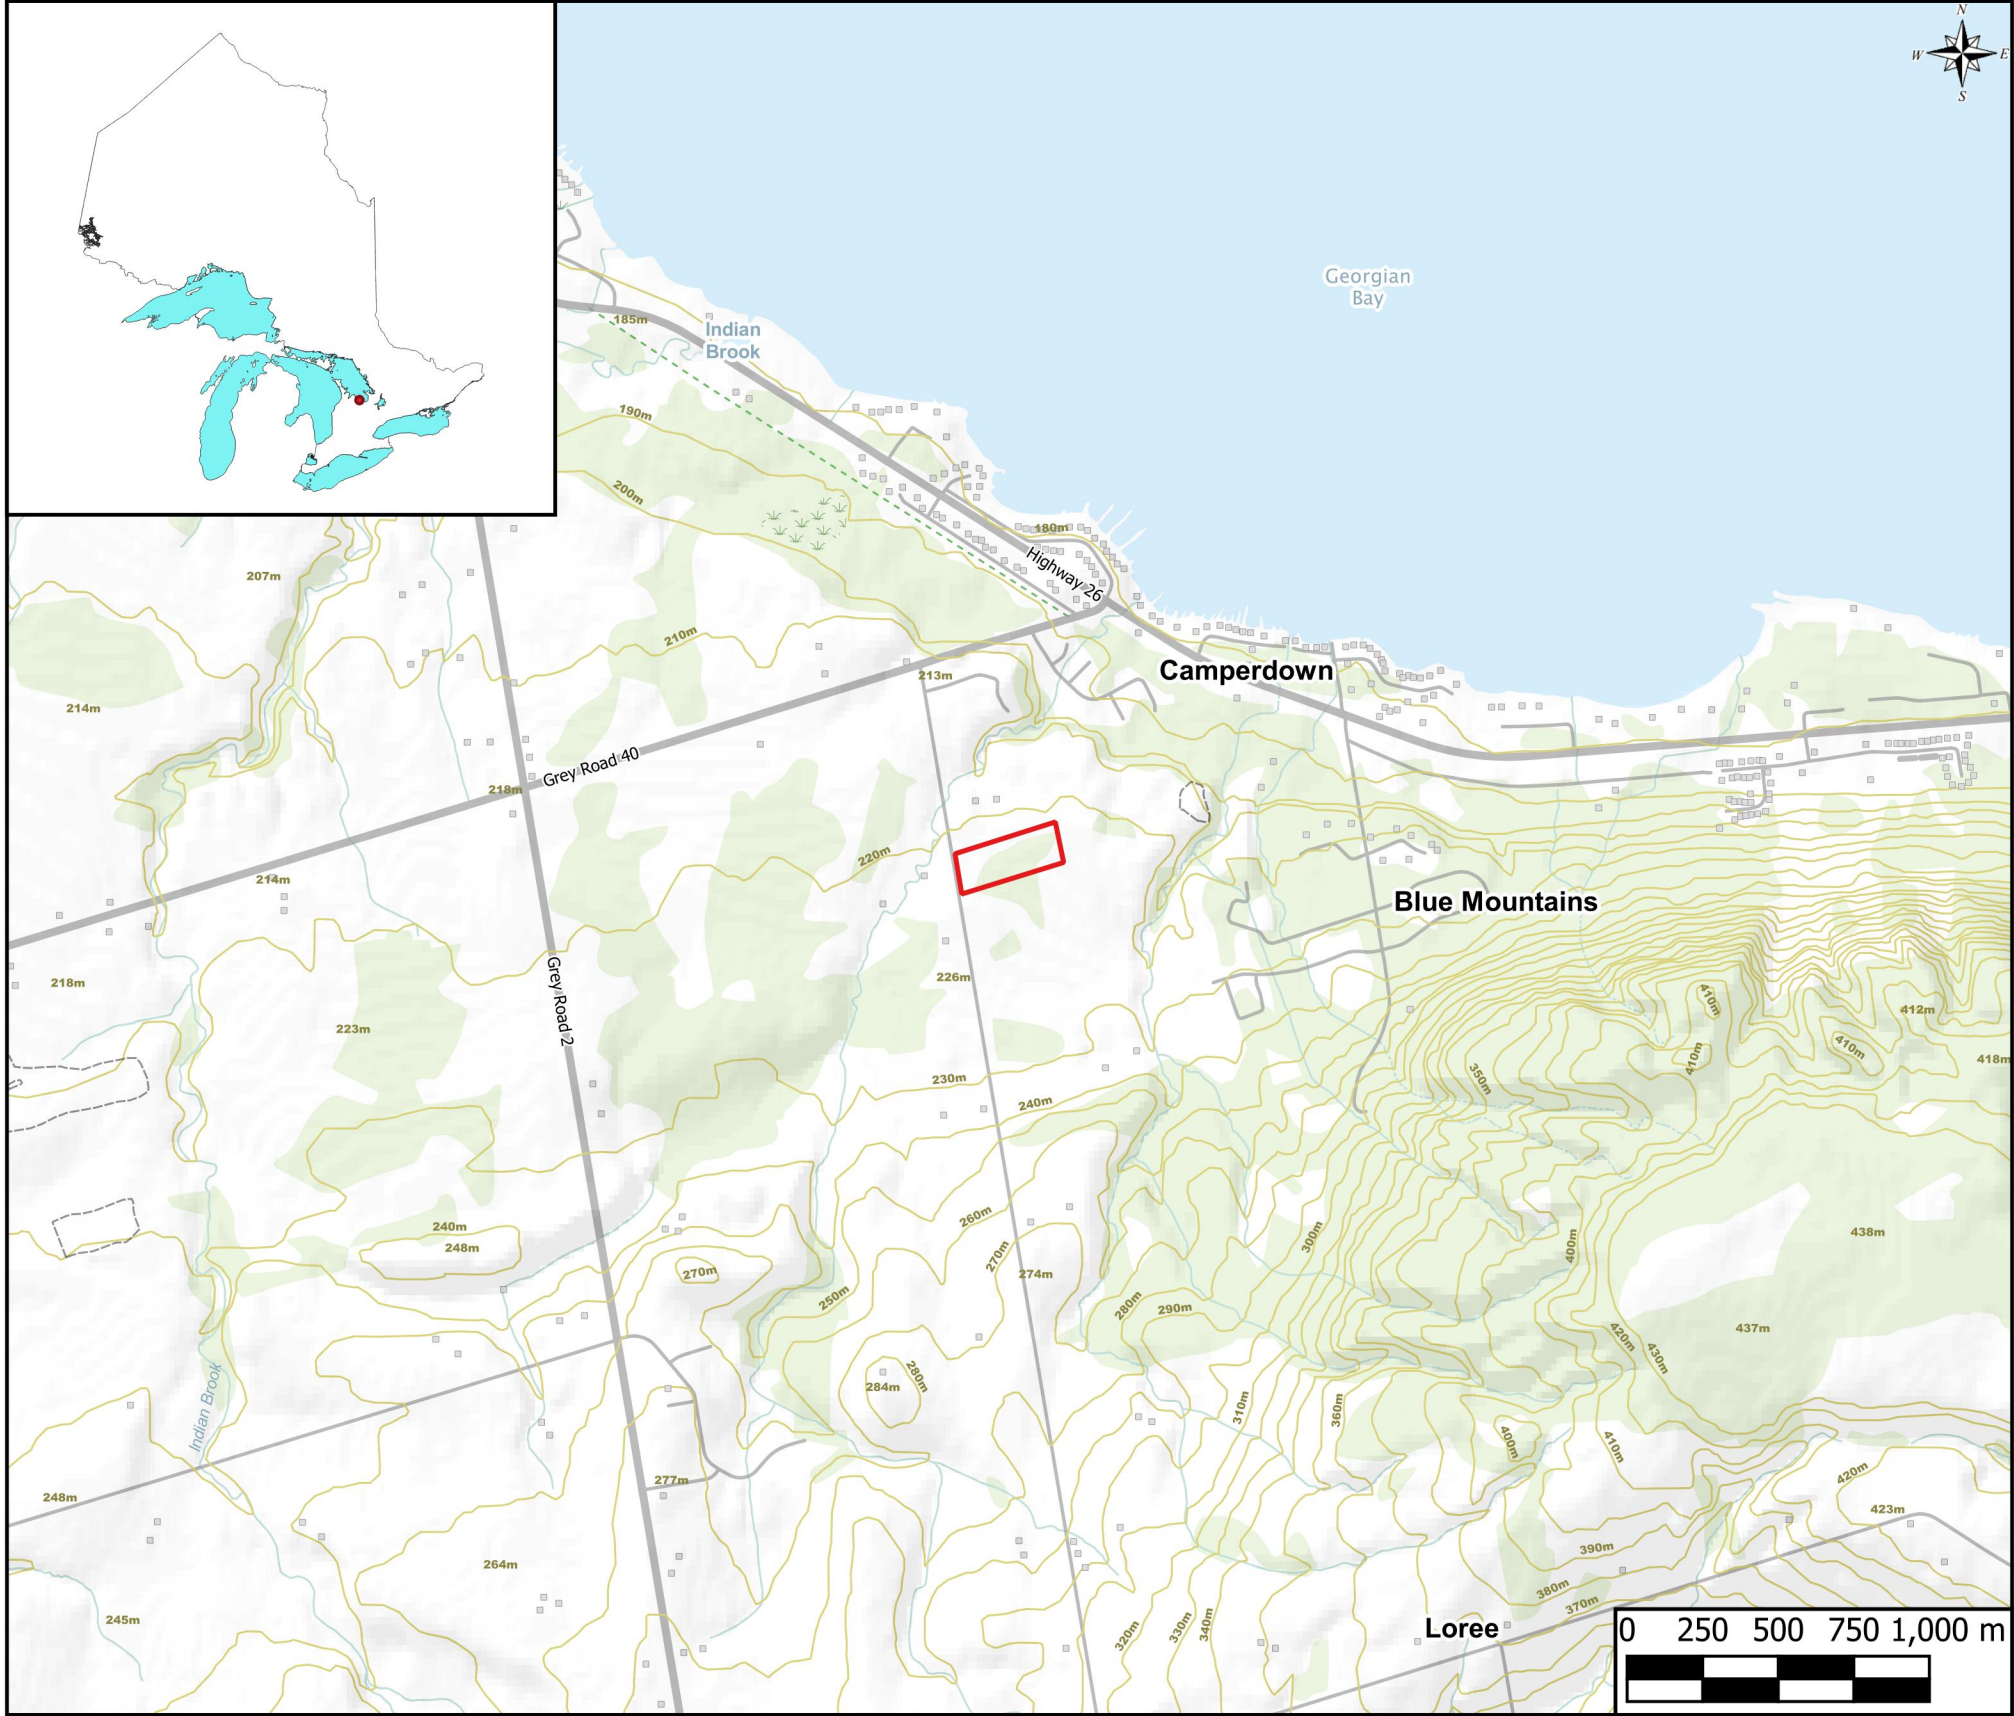 N
W
E
S
Georgian
Bay
185m
Indian
Brook
190m
200m
180m
Highway 26
207m
210m
Camperdown
213m
214m
Grey Road 40
218m
220m
214m
Blue Mountains
226m
218m
Grey Road 2
223m
410m
412m
410m
410m
418m
350m
230m
240m
260m
240m
248m
270m
270m
274m
250m
280m
290m
300m
400m
438m
437m
420m
430m
284m
280m
310m
360m
400m
410m
Indian Brook
277m
248m
420m
423m
264m
390m
380m
370m
245m
320m
330m
340m
Loree
0 250 500 750 1,000 m